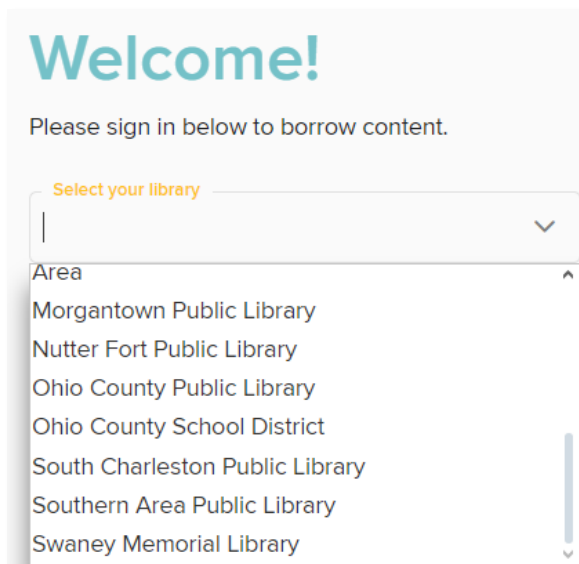 Welcome!
Please sign in below to borrow content.
Select your library
Area
Morgantown Public Library
Nutter Fort Public Library
Ohio County Public Library
Ohio County School District
South Charleston Public Library
Southern Area Public Library
Swaney Memorial Library